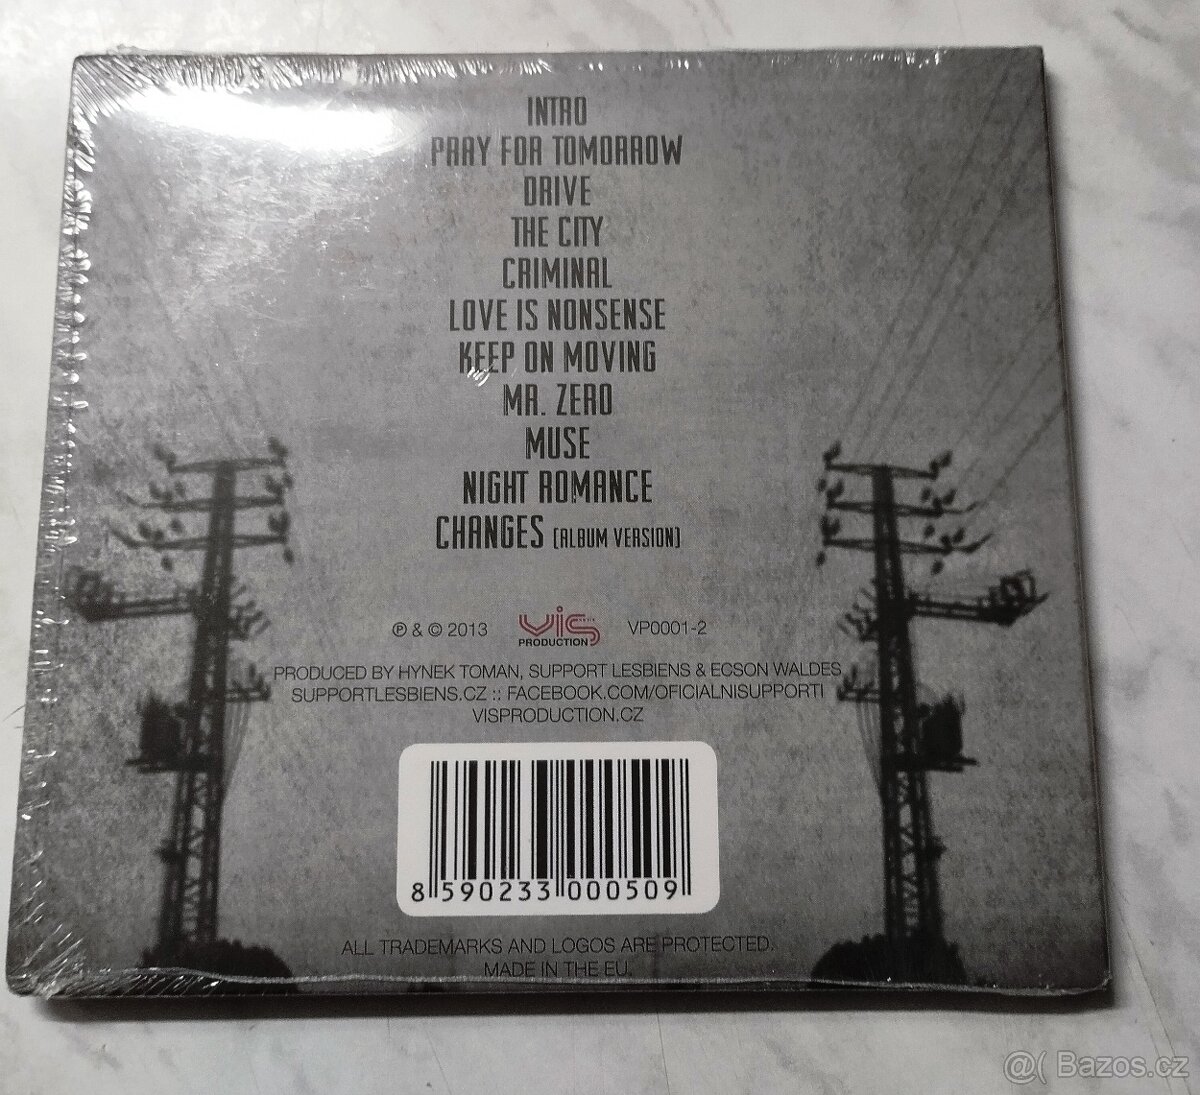 INTRO
PRAY FOR TOMORROW
DRIVE
THE CITY
CRIMINAL
LOVE IS NONSENSE
KEEP ON MOVING
MR. ZERO
MUSE
NIGHT ROMANCE
CHANGES [ALBUM VERSION]
℗ & © 2013 VIS PRODUCTION VP0001-2
PRODUCED BY HYNEK TOMAN, SUPPORT LESBIENS & ECSON WALDES
SUPPORTLESBIENS.CZ :: FACEBOOK.COM/OFICIALNISUPPORTI
VISPRODUCTION.CZ
8 590233 000509
ALL TRADEMARKS AND LOGOS ARE PROTECTED.
MADE IN THE EU.
@( Bazos.cz